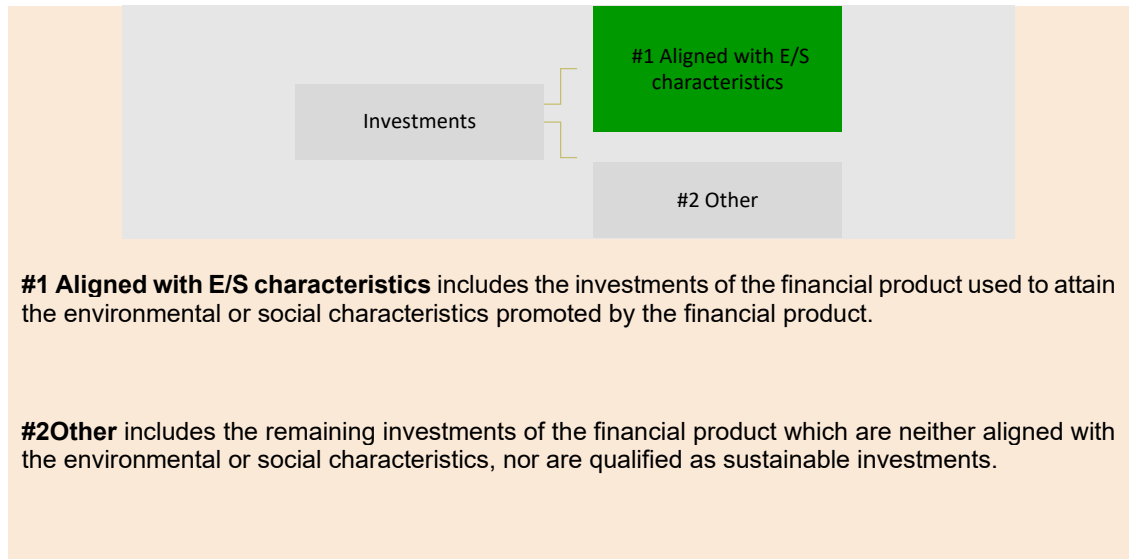 #1 Aligned with E/S
characteristics
Investments
#2 Other
#1 Aligned with E/S characteristics includes the investments of the financial product used to attain
the environmental or social characteristics promoted by the financial product.
#2Other includes the remaining investments of the financial product which are neither aligned with
the environmental or social characteristics, nor are qualified as sustainable investments.